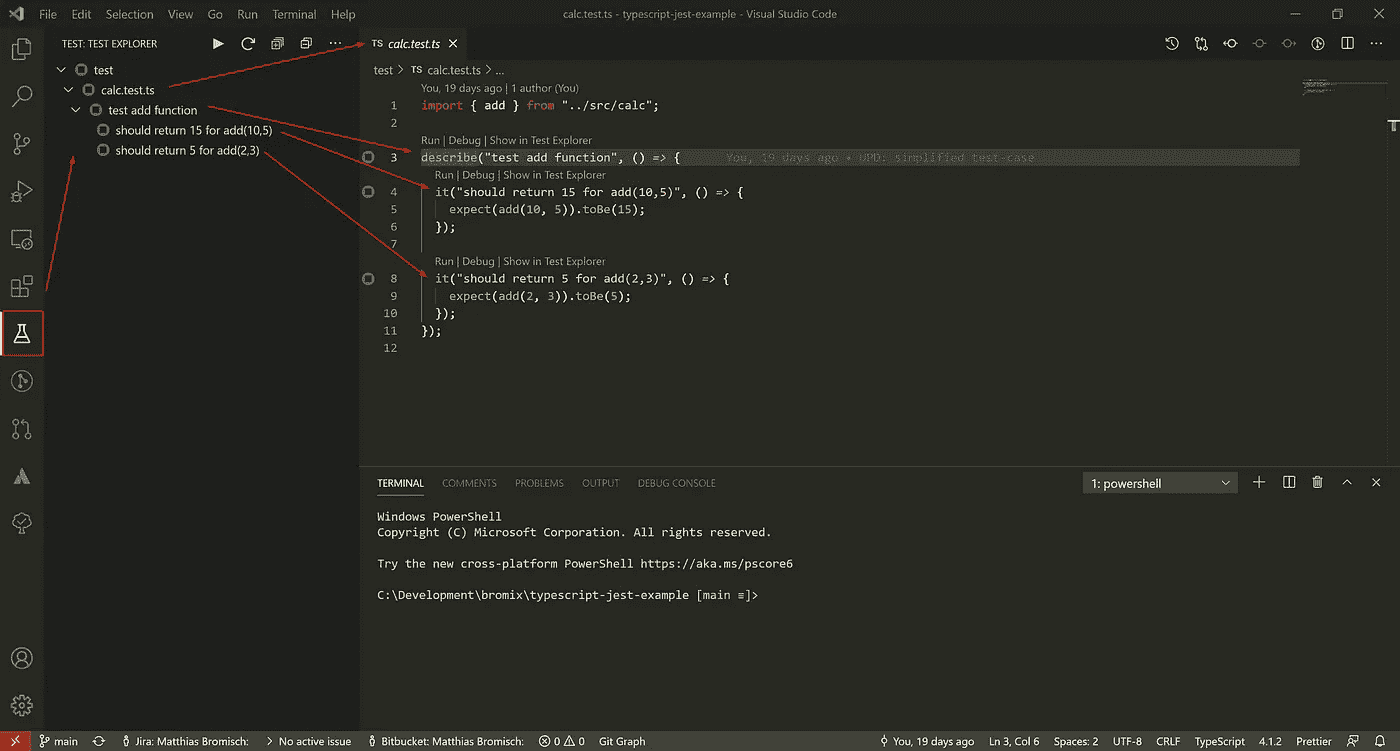 File Edit Selection View Go Run Terminal Help
calc.test.ts - typescript-jest-example - Visual Studio Code
TEST: TEST EXPLORER
test
calc.test.ts
test add function
should return 15 for add(10,5)
should return 5 for add(2,3)
TS calc.test.ts
test > TS calc.test.ts > ...
You, 19 days ago | 1 author (You)
1 import { add } from "../src/calc";
2
Run | Debug | Show in Test Explorer
3 describe("test add function", () => { You, 19 days ago • UPD: simplified test-case
Run | Debug | Show in Test Explorer
4 it("should return 15 for add(10,5)", () => {
5 expect(add(10, 5)).toBe(15);
6 });
7
Run | Debug | Show in Test Explorer
8 it("should return 5 for add(2,3)", () => {
9 expect(add(2, 3)).toBe(5);
10 });
11 });
12
TERMINAL COMMENTS PROBLEMS OUTPUT DEBUG CONSOLE
1: powershell
Windows PowerShell
Copyright (C) Microsoft Corporation. All rights reserved.
Try the new cross-platform PowerShell https://aka.ms/pscore6
C:\Development\bromix\typescript-jest-example [main ≡]>
main Jira: Matthias Bromisch: > No active issue Bitbucket: Matthias Bromisch: 0 0 Git Graph You, 19 days ago Ln 3, Col 6 Spaces: 2 UTF-8 CRLF TypeScript 4.1.2 Prettier